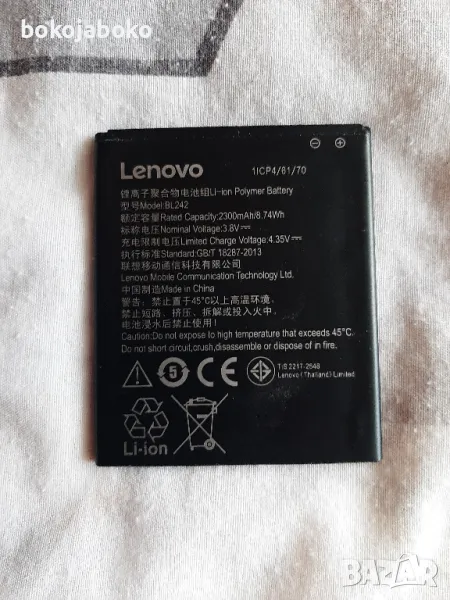 bokojaboko
Lenovo
1ICP4/61/70
锂离子聚合物电池组Li-ion Polymer Battery
型号Model:BL242
额定容量Rated Capacity:2300mAh/8.74Wh
标称电压Nominal Voltage:3.8V
充电限制电压Limited Charge Voltage:4.35V
执行标准Standard:GB/T 18287-2013
联想移动通信科技有限公司
Lenovo Mobile Communication Technology Ltd.
中国制造Made in China
警告: 禁止置于45°C以上高温环境,
禁止短路、挤压、拆解或投入火中,
电池浸水后禁止使用!
Caution:Do not expose to high temperature that exceeds 45°C.
Do not short circuit,crush,disassemble or dispose of in fire.
5
CE
TIS 2217-2548
Lenovo (Thailand) Limited
Li-ion
BAZAR